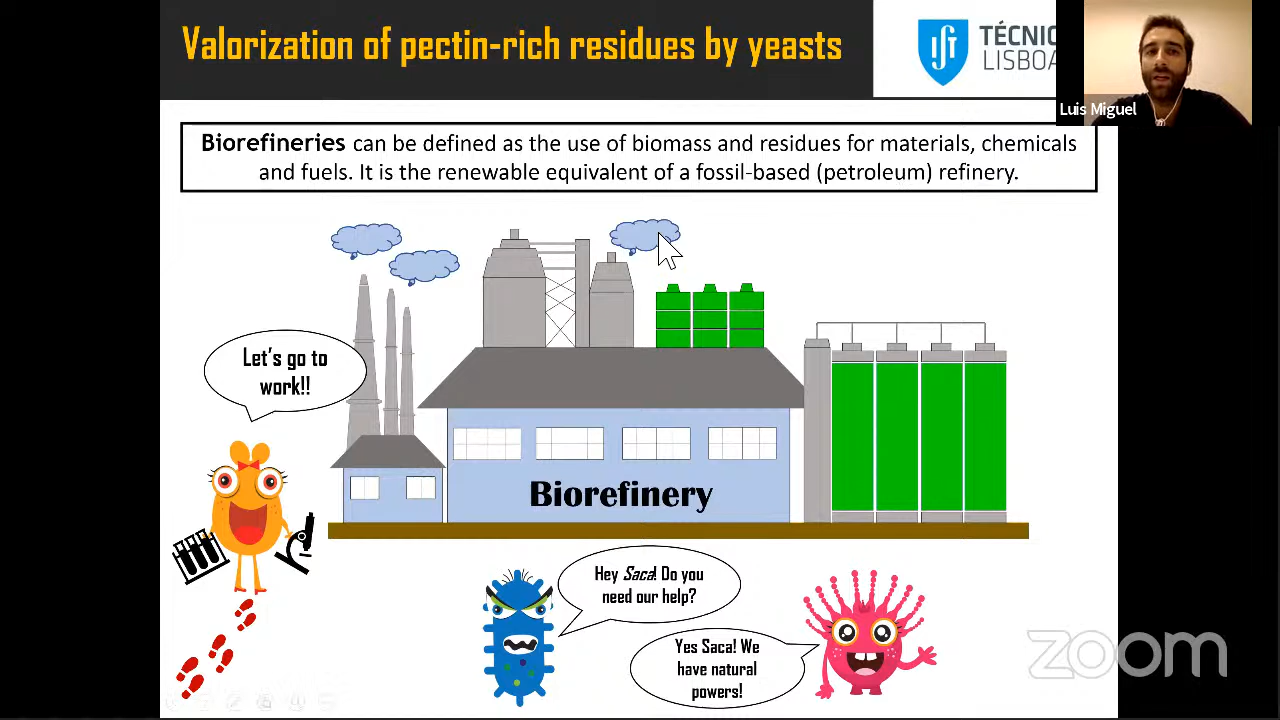 Valorization of pectin-rich residues by yeasts
TÉCNIC
LISBOA
Luis Miguel
Biorefineries can be defined as the use of biomass and residues for materials, chemicals
and fuels. It is the renewable equivalent of a fossil-based (petroleum) refinery.
Let's go to
work!!
Biorefinery
Hey Saca! Do you
need our help?
Yes Saca! We
have natural
powers!
zoom